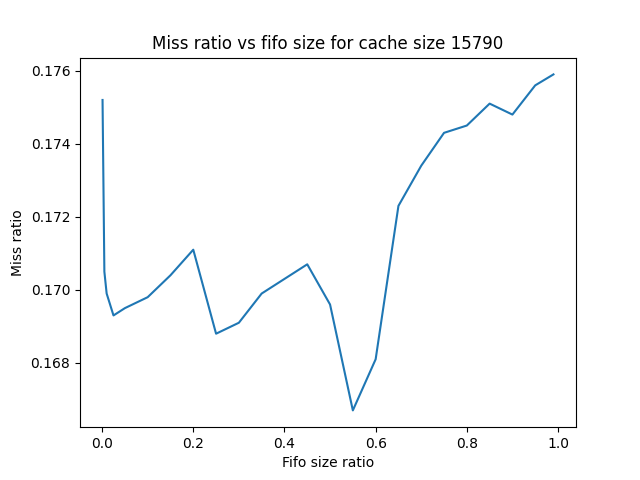 Miss ratio vs fifo size for cache size 15790
0.176
0.174
0.172
0.170
0.168
Miss ratio
0.0 0.2 0.4 0.6 0.8 1.0
Fifo size ratio